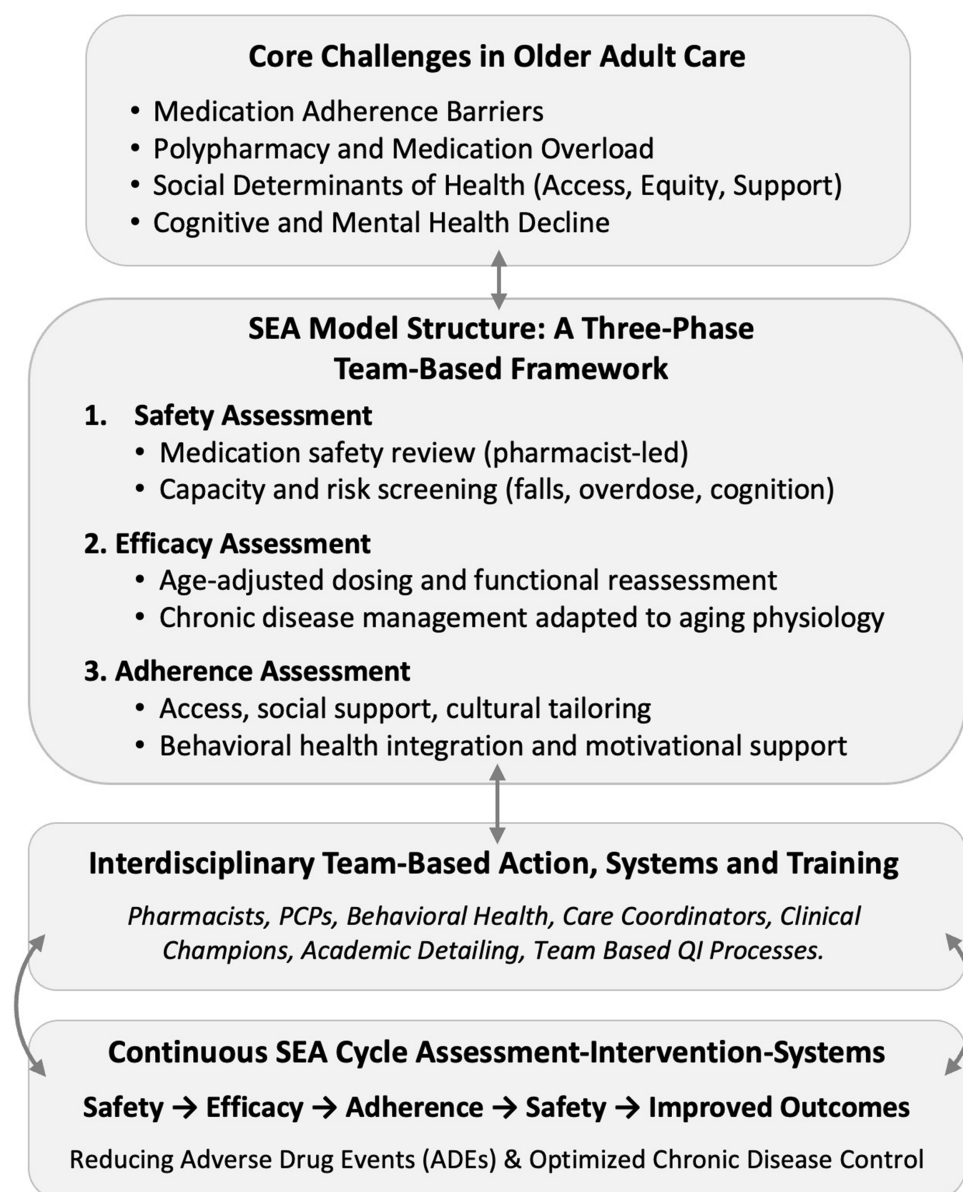 Core Challenges in Older Adult Care
• Medication Adherence Barriers
• Polypharmacy and Medication Overload
• Social Determinants of Health (Access, Equity, Support)
• Cognitive and Mental Health Decline
SEA Model Structure: A Three-Phase
Team-Based Framework
1. Safety Assessment
• Medication safety review (pharmacist-led)
• Capacity and risk screening (falls, overdose, cognition)
2. Efficacy Assessment
• Age-adjusted dosing and functional reassessment
• Chronic disease management adapted to aging physiology
3. Adherence Assessment
• Access, social support, cultural tailoring
• Behavioral health integration and motivational support
Interdisciplinary Team-Based Action, Systems and Training
Pharmacists, PCPs, Behavioral Health, Care Coordinators, Clinical
Champions, Academic Detailing, Team Based QI Processes.
Continuous SEA Cycle Assessment-Intervention-Systems
Safety → Efficacy → Adherence → Safety → Improved Outcomes
Reducing Adverse Drug Events (ADEs) & Optimized Chronic Disease Control